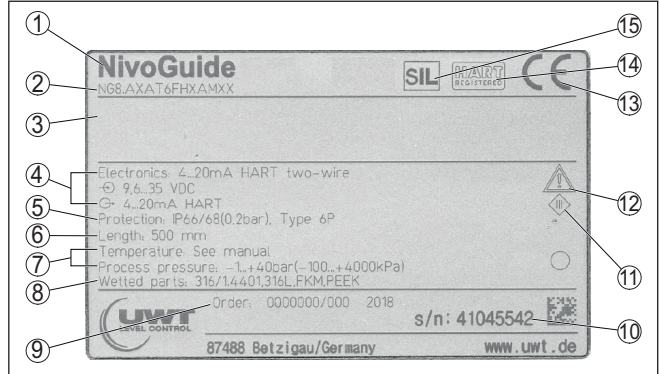 1
NivoGuide
2
NG8.AXAT6FHXAMXX
SIL
HART
REGISTERED
CE
15
14
13
3
4
Electronics: 4...20mA HART two-wire
9,6...35 VDC
4...20mA HART
5
Protection: IP66/68(0.2bar), Type 6P
6
Length: 500 mm
7
Temperature: See manual
Process pressure: -1...+40bar(-100...+4000kPa)
8
Wetted parts: 316/1.4401,316L,FKM,PEEK
12
11
9
Order: 0000000/000 2018
UWT
LEVEL CONTROL
s/n: 41045542
10
87488 Betzigau/Germany
www.uwt.de